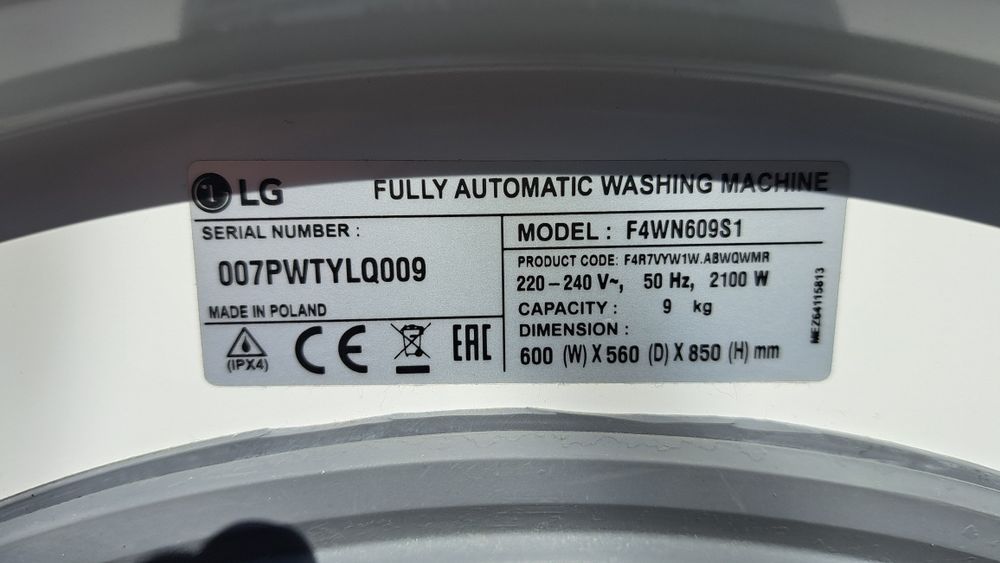 LG FULLY AUTOMATIC WASHING MACHINE
SERIAL NUMBER :
007PWTYLQ009
MADE IN POLAND
(IPX4) CE EAC
MODEL : F4WN609S1
PRODUCT CODE: F4R7VYW1W.ABWQWMR
220-240 V~, 50 Hz, 2100 W
CAPACITY : 9 kg
DIMENSION :
600 (W) X 560 (D) X 850 (H) mm
MEZ64115813